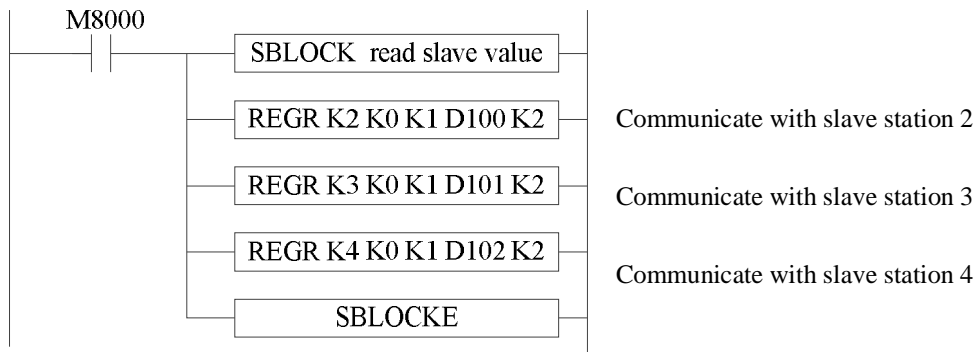 M8000
SBLOCK read slave value
REGR K2 K0 K1 D100 K2 Communicate with slave station 2
REGR K3 K0 K1 D101 K2 Communicate with slave station 3
REGR K4 K0 K1 D102 K2 Communicate with slave station 4
SBLOCKE